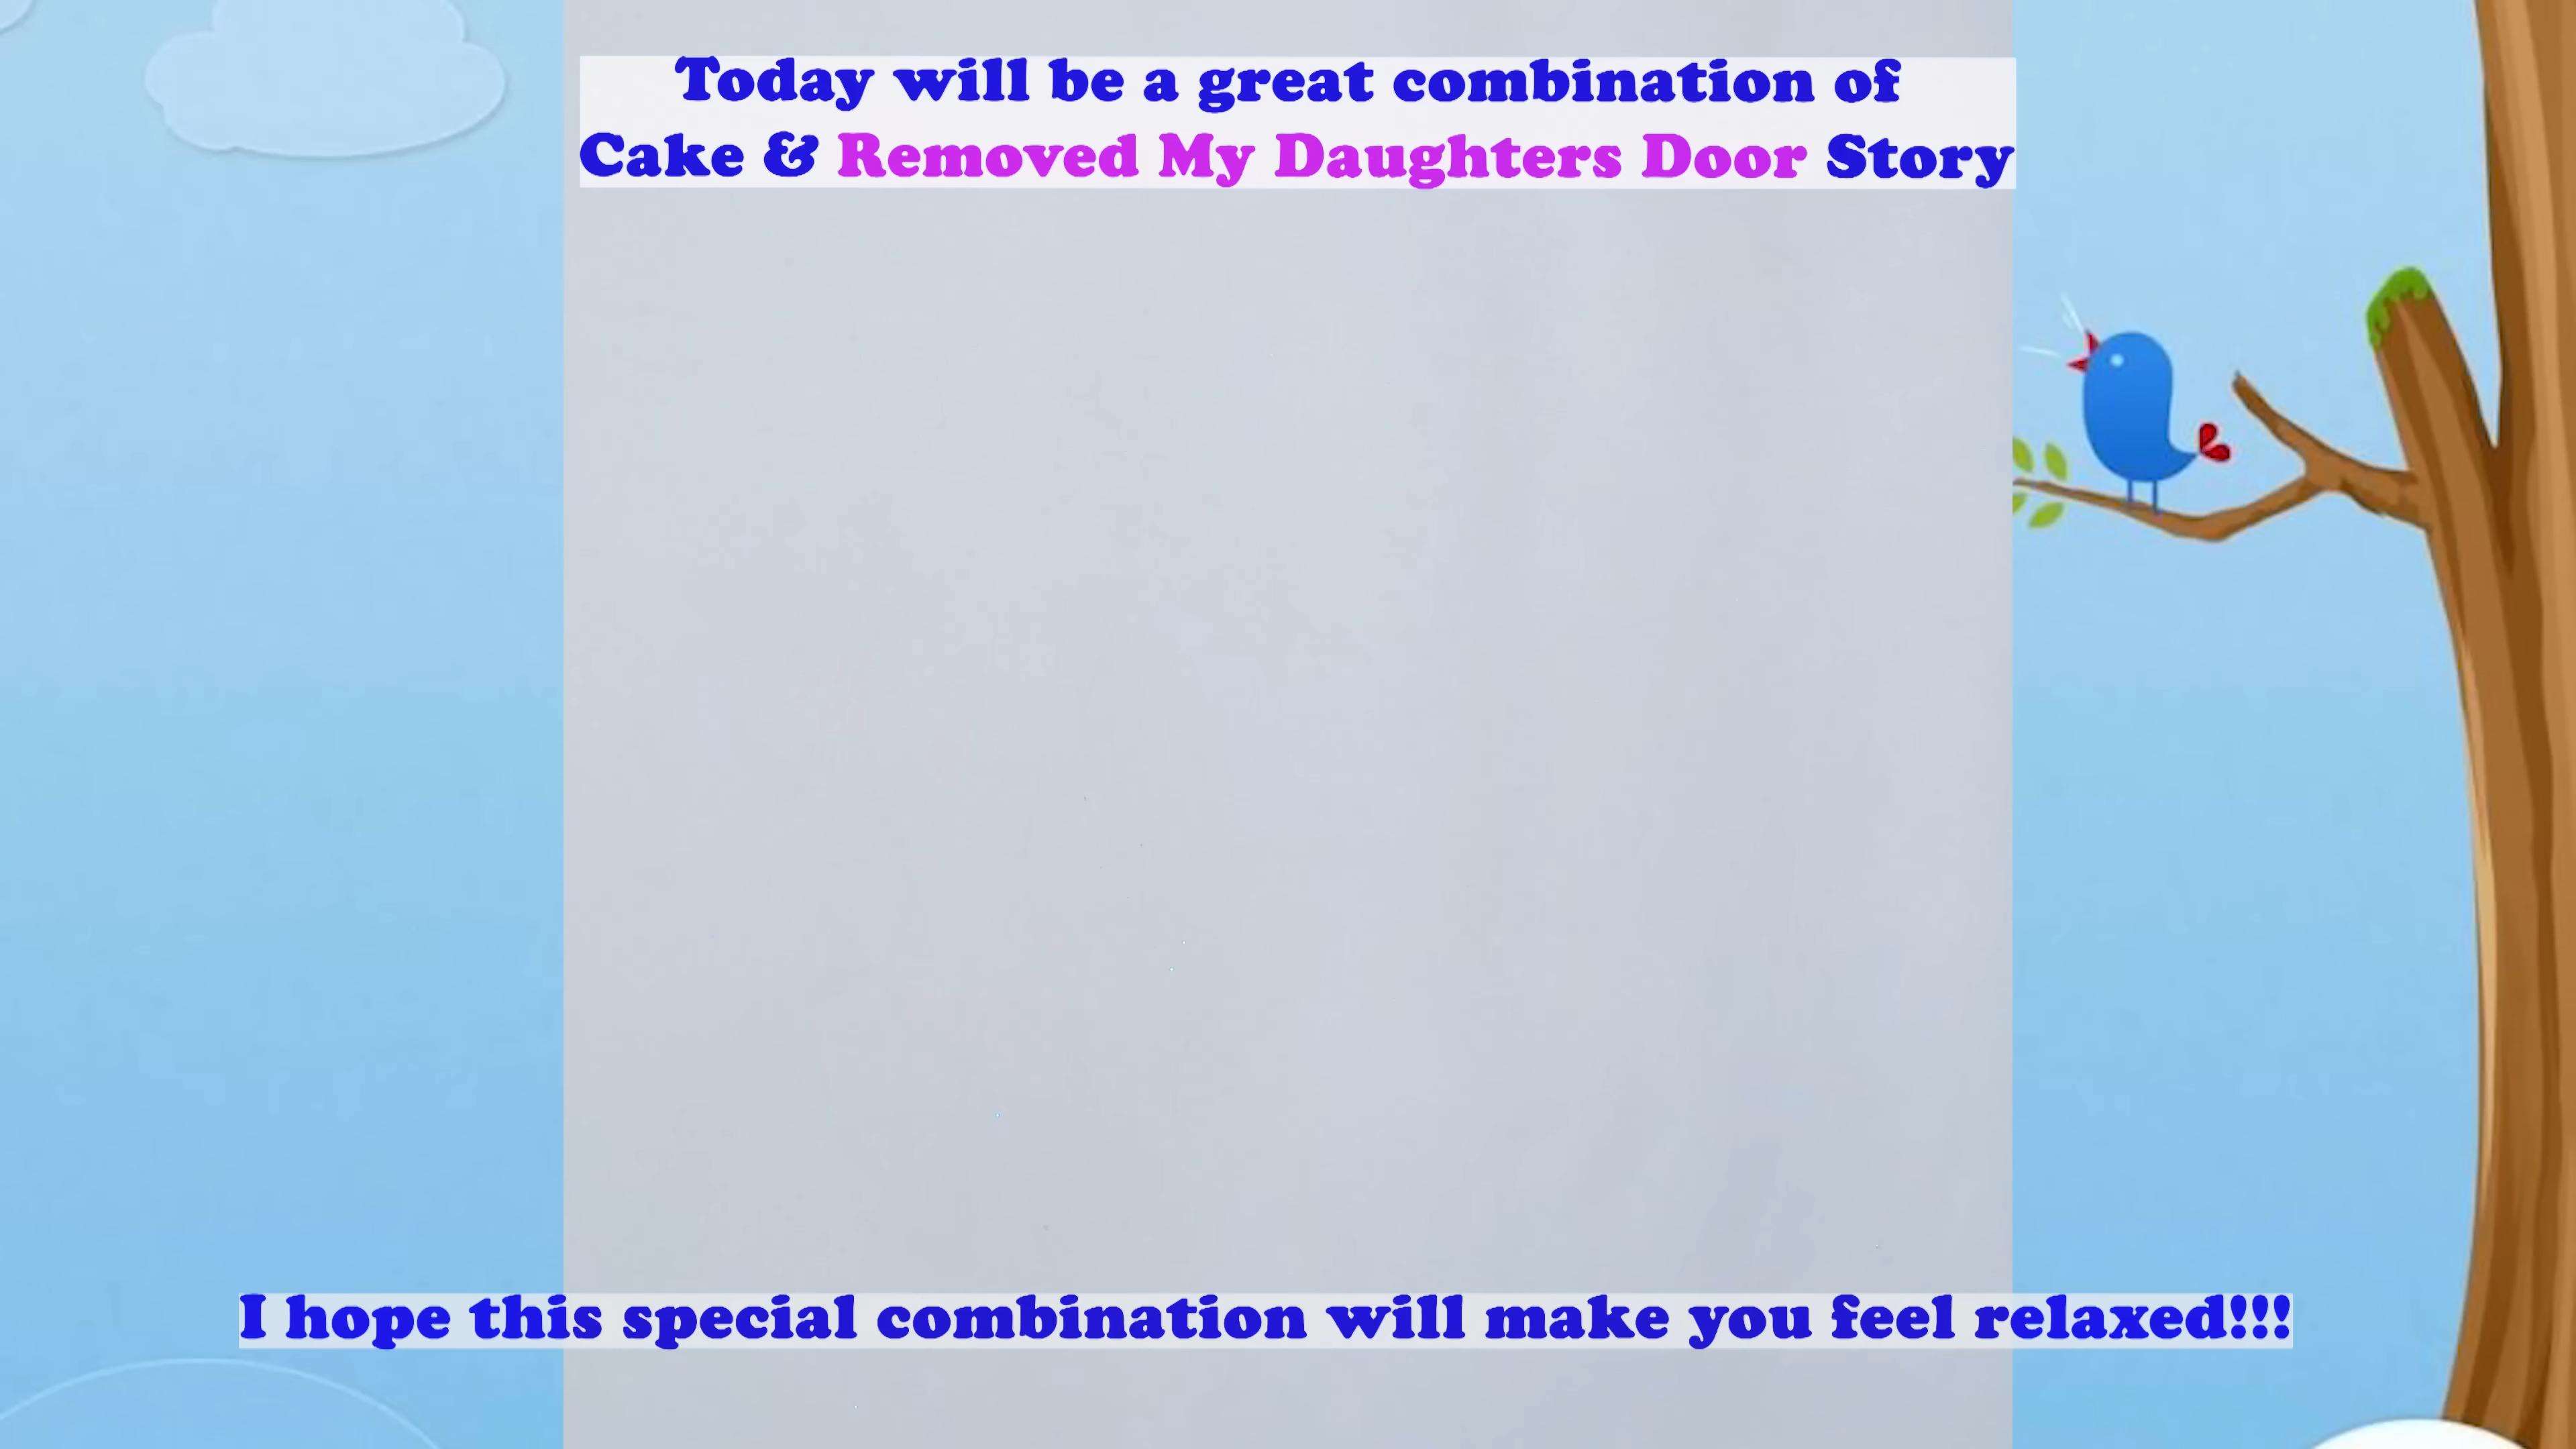 Today will be a great combination of
Cake & Removed My Daughters Door Story
I hope this special combination will make you feel relaxed!!!